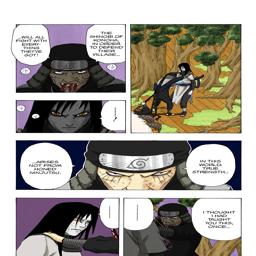 THE
SHINOBI OF
KONOHA,
IN ORDER
TO DEFEND
THEIR
VILLAGE...
...WILL ALL
FIGHT WITH
EVERY-
THING
THEY'VE
GOT!
IN THIS
WORLD,
TRUE
STRENGTH...
...ARISES
NOT FROM
HONED
NINJUTSU.
I THOUGHT
I HAD
TAUGHT
YOU THIS,
ONCE...